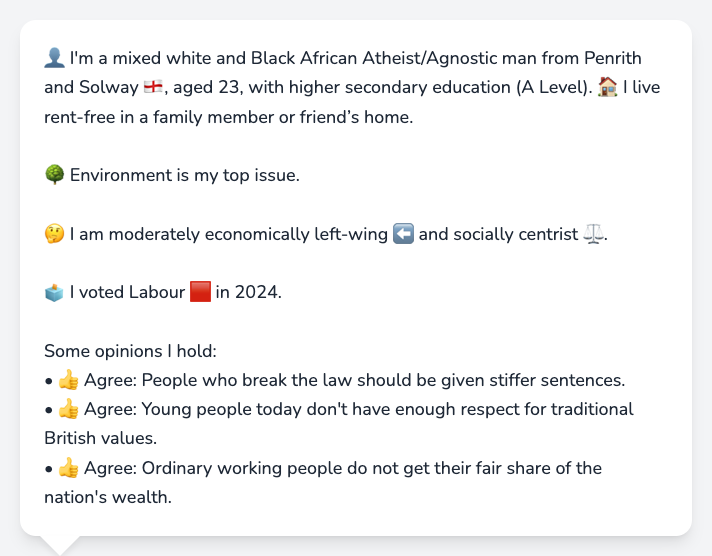 👤 I'm a mixed white and Black African Atheist/Agnostic man from Penrith
and Solway 🏴󠁧󠁢󠁥󠁮󠁧󠁿, aged 23, with higher secondary education (A Level). 🏠 I live
rent-free in a family member or friend’s home.
🌳 Environment is my top issue.
🤔 I am moderately economically left-wing ⬅️ and socially centrist ⚖️.
🗳️ I voted Labour 🟥 in 2024.
Some opinions I hold:
• 👍 Agree: People who break the law should be given stiffer sentences.
• 👍 Agree: Young people today don't have enough respect for traditional
British values.
• 👍 Agree: Ordinary working people do not get their fair share of the
nation's wealth.